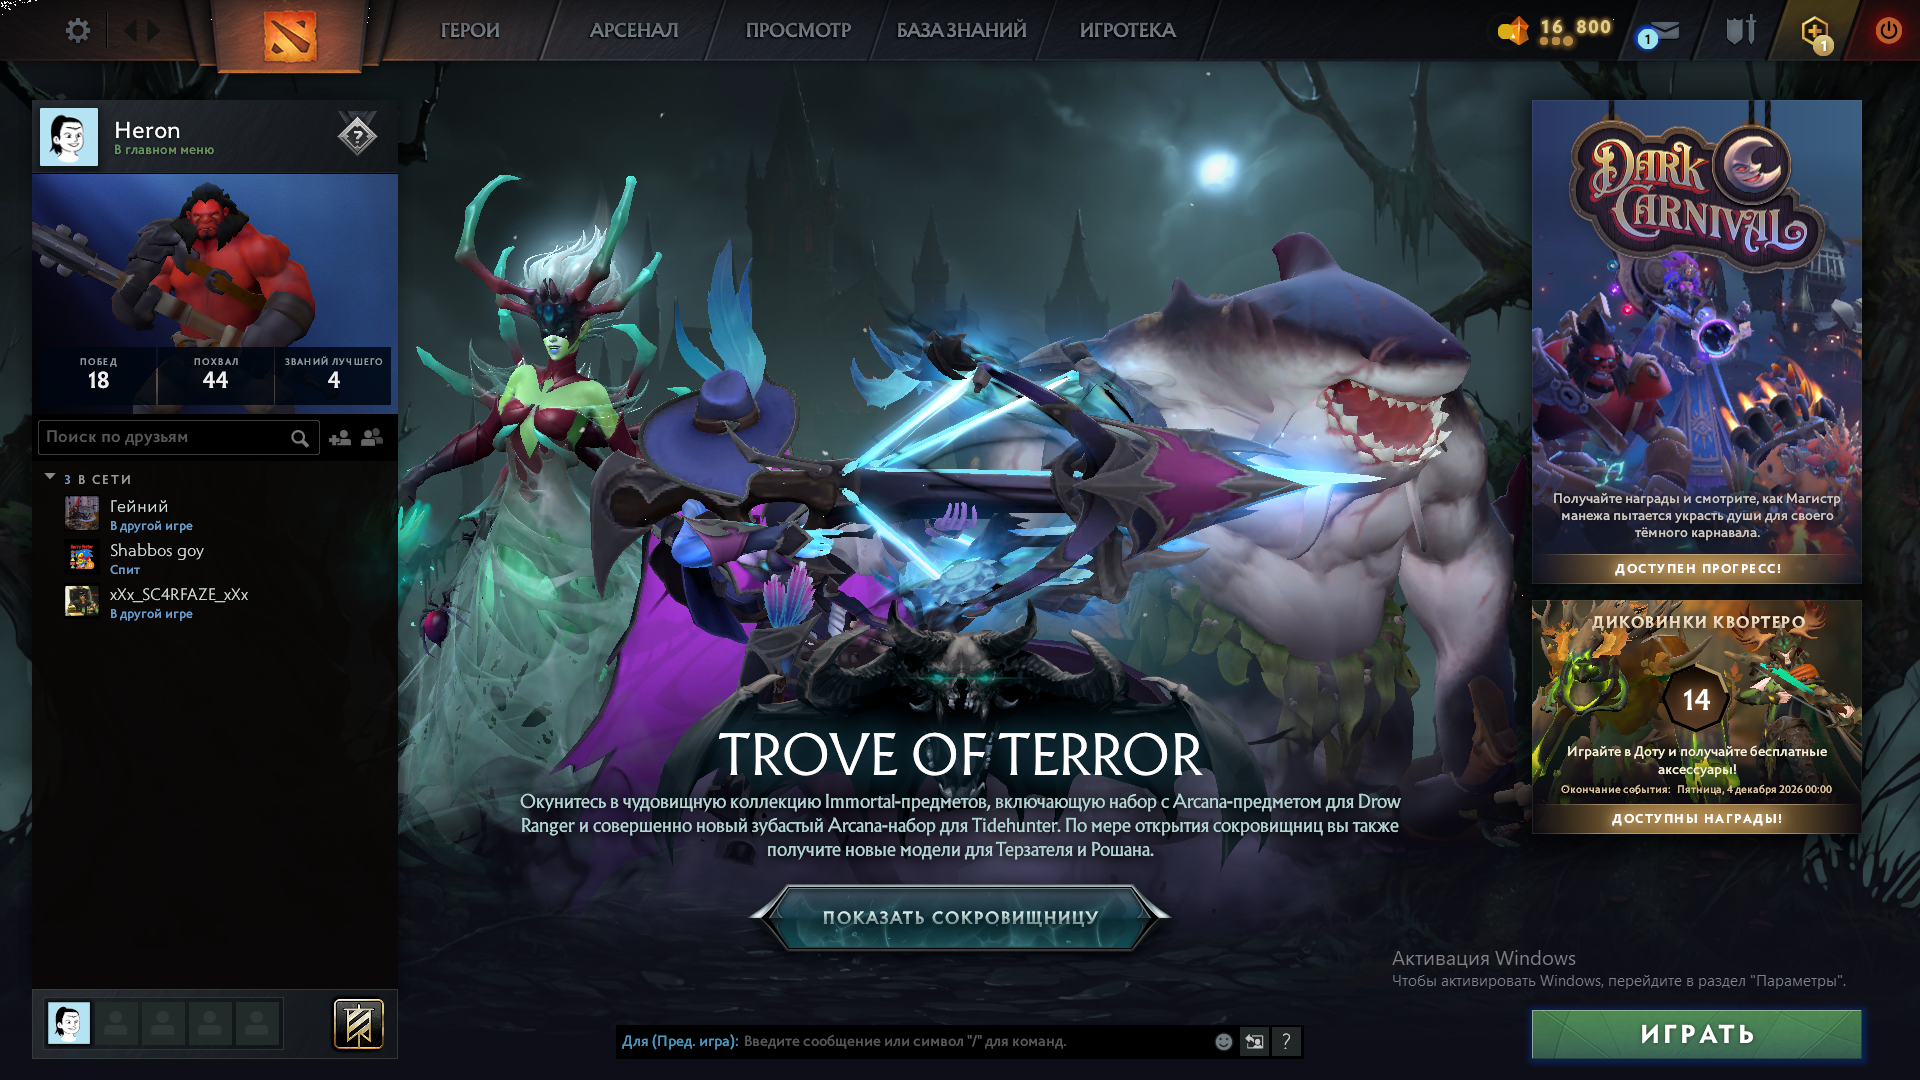 ГЕРОИ
АРСЕНАЛ
ПРОСМОТР
БАЗА ЗНАНИЙ
ИГРОТЕКА
16 800
1
1
Heron
В главном меню
?
ПОБЕД
18
ПОХВАЛ
44
ЗВАНИЙ ЛУЧШЕГО
4
Поиск по друзьям
3 В СЕТИ
Гейний
В другой игре
Shabbos goy
Спит
xXx_SC4RFAZE_xXx
В другой игре
TROVE OF TERROR
Окунитесь в чудовищную коллекцию Immortal-предметов, включающую набор с Arcana-предметом для Drow
Ranger и совершенно новый зубастый Arcana-набор для Tidehunter. По мере открытия сокровищниц вы также
получите новые модели для Терзателя и Рошана.
ПОКАЗАТЬ СОКРОВИЩНИЦУ
Для (Пред. игра): Введите сообщение или символ "/" для команд.
?
DARK
CARNIVAL
Получайте награды и смотрите, как Магистр
манежа пытается украсть души для своего
тёмного карнавала.
ДОСТУПЕН ПРОГРЕСС!
ДИКОВИНКИ КВОРТЕРО
14
Играйте в Доту и получайте бесплатные
аксессуары!
Окончание события: Пятница, 4 декабря 2026 00:00
ДОСТУПНЫ НАГРАДЫ!
Активация Windows
Чтобы активировать Windows, перейдите в раздел "Параметры".
ИГРАТЬ